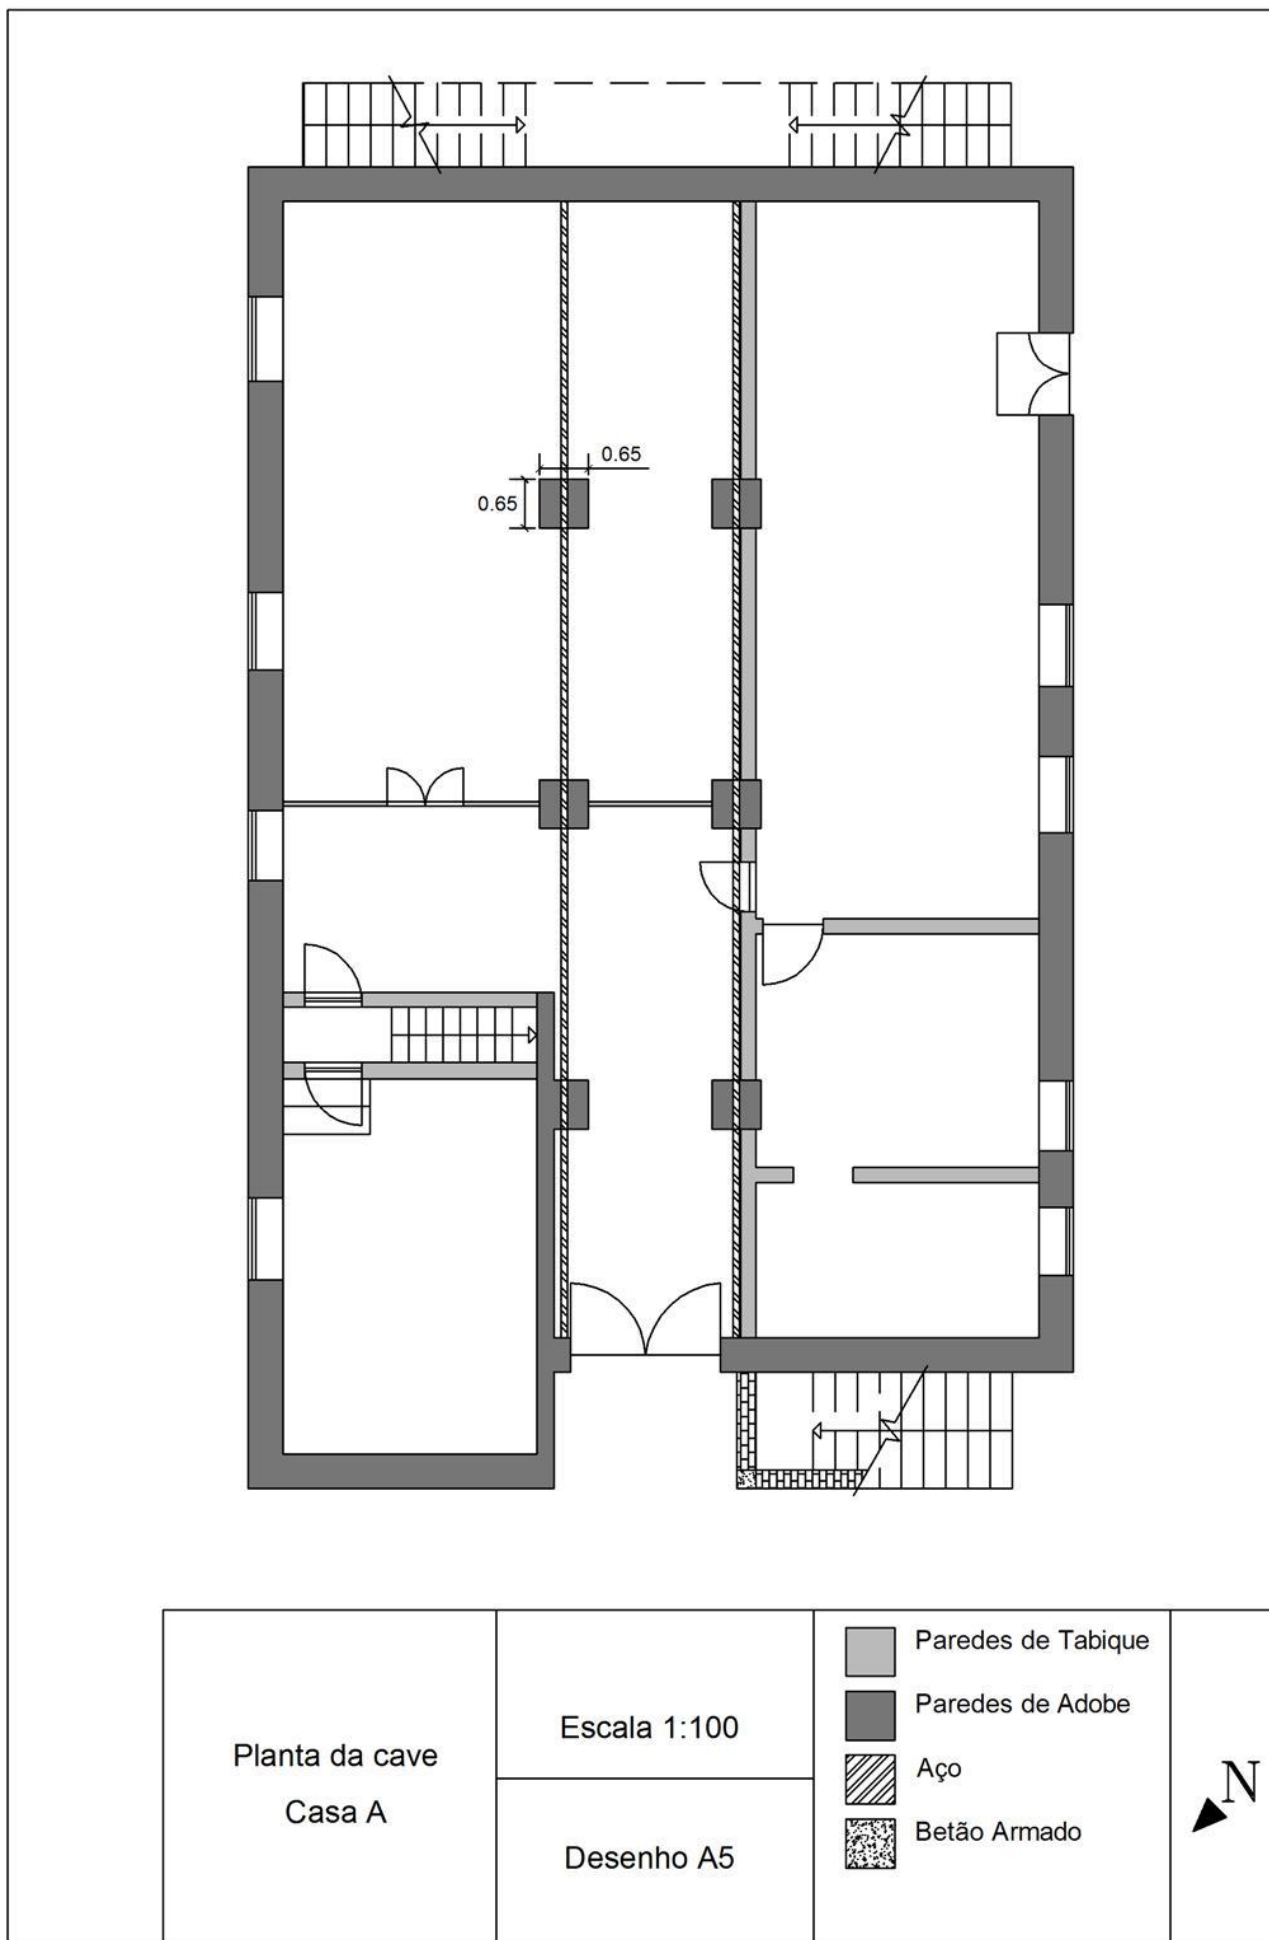 0.65
0.65
Planta da cave
Casa A
Escala 1:100
Desenho A5
Paredes de Tabique
Paredes de Adobe
Aço
Betão Armado
N